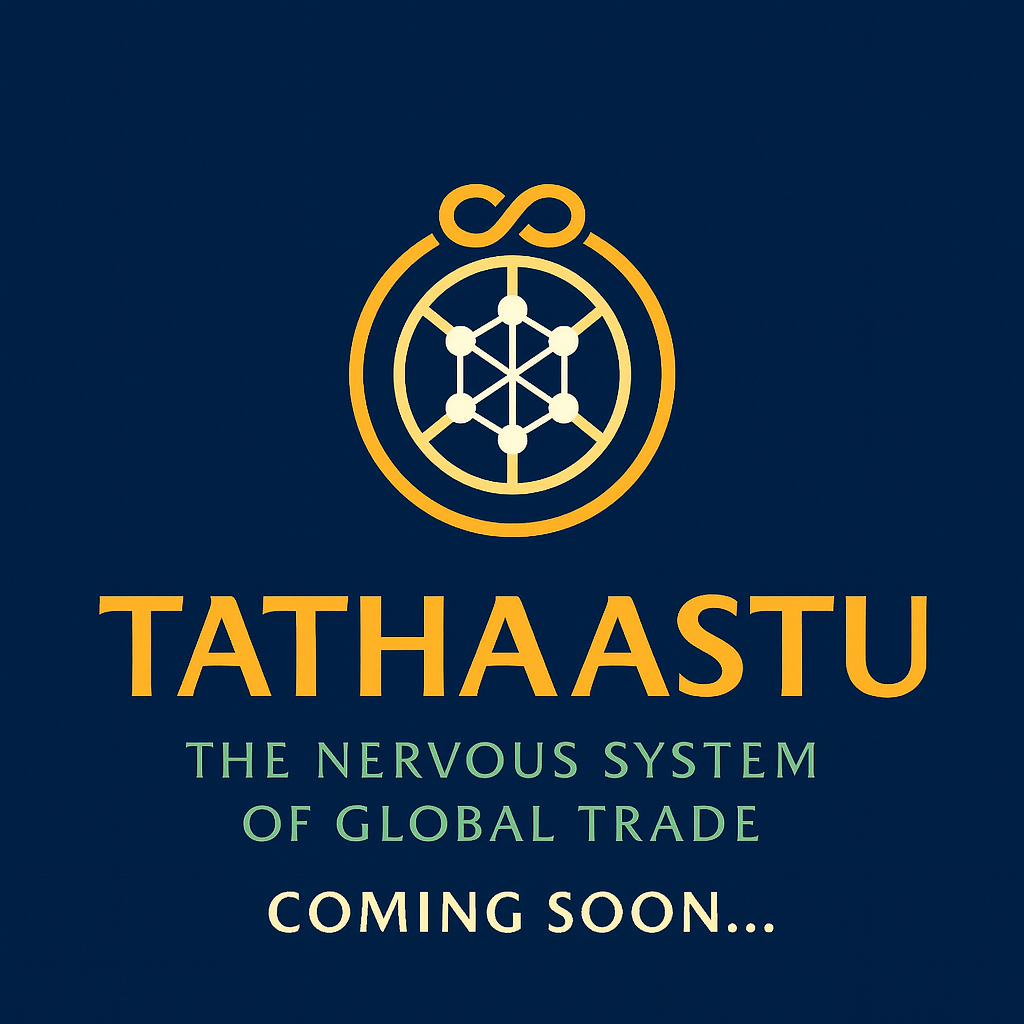 TATHAASTU
THE NERVOUS SYSTEM
OF GLOBAL TRADE
COMING SOON...